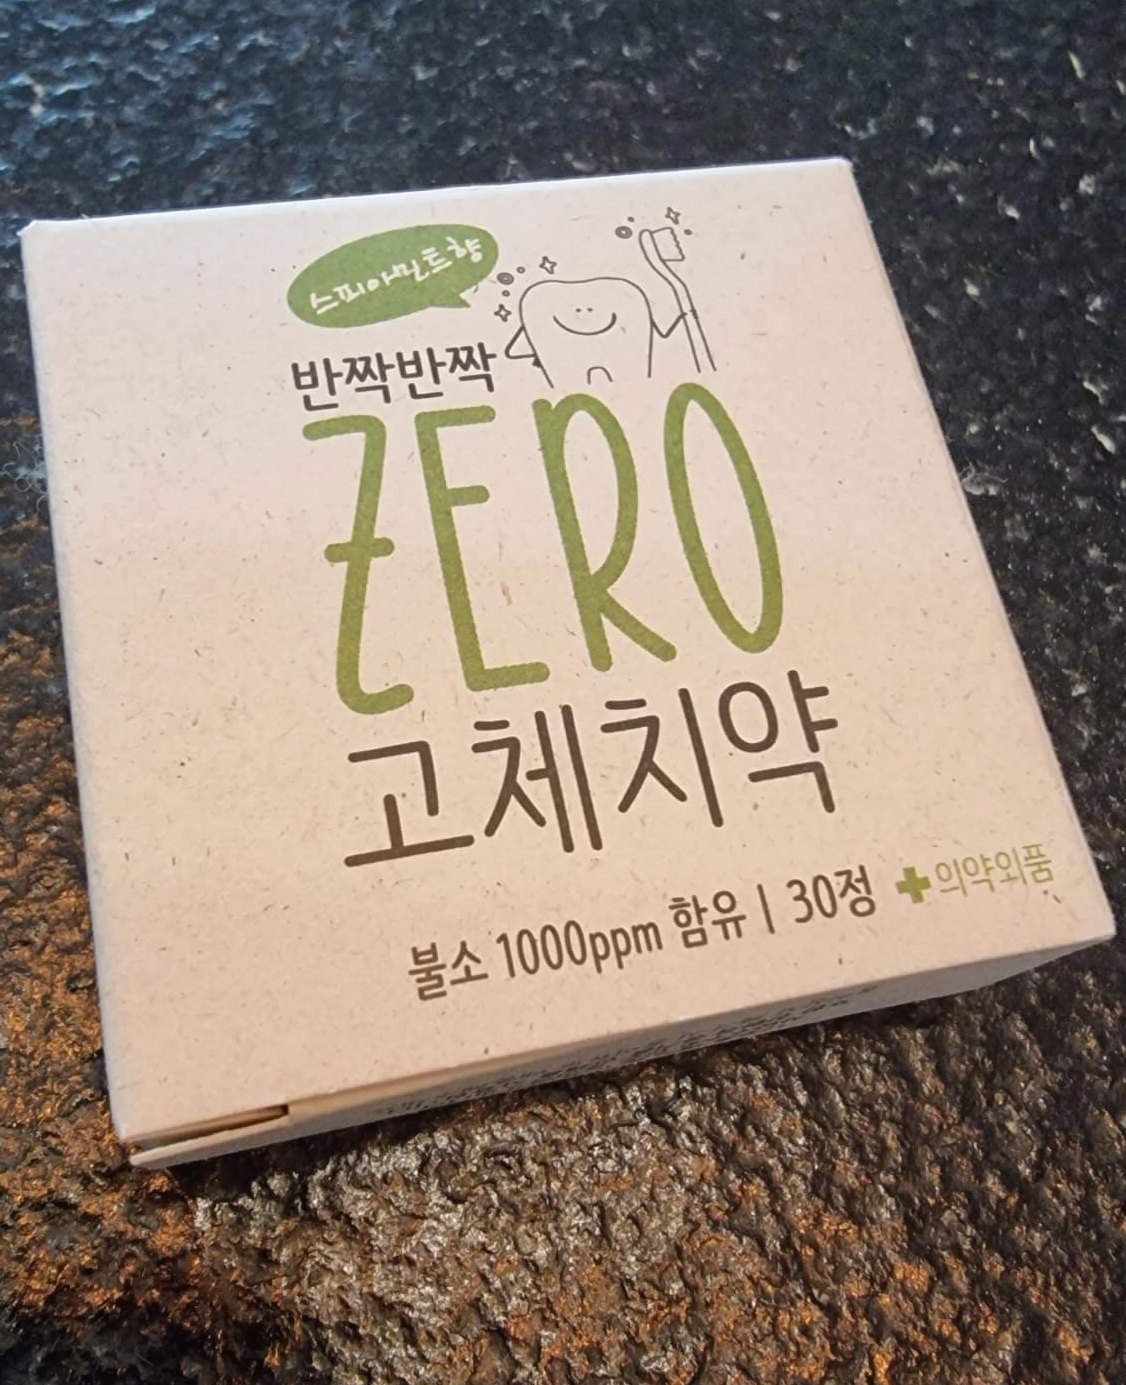 스피아민트향
반짝반짝
ZERO
고체치약
불소 1000ppm 함유 | 30정
의약외품